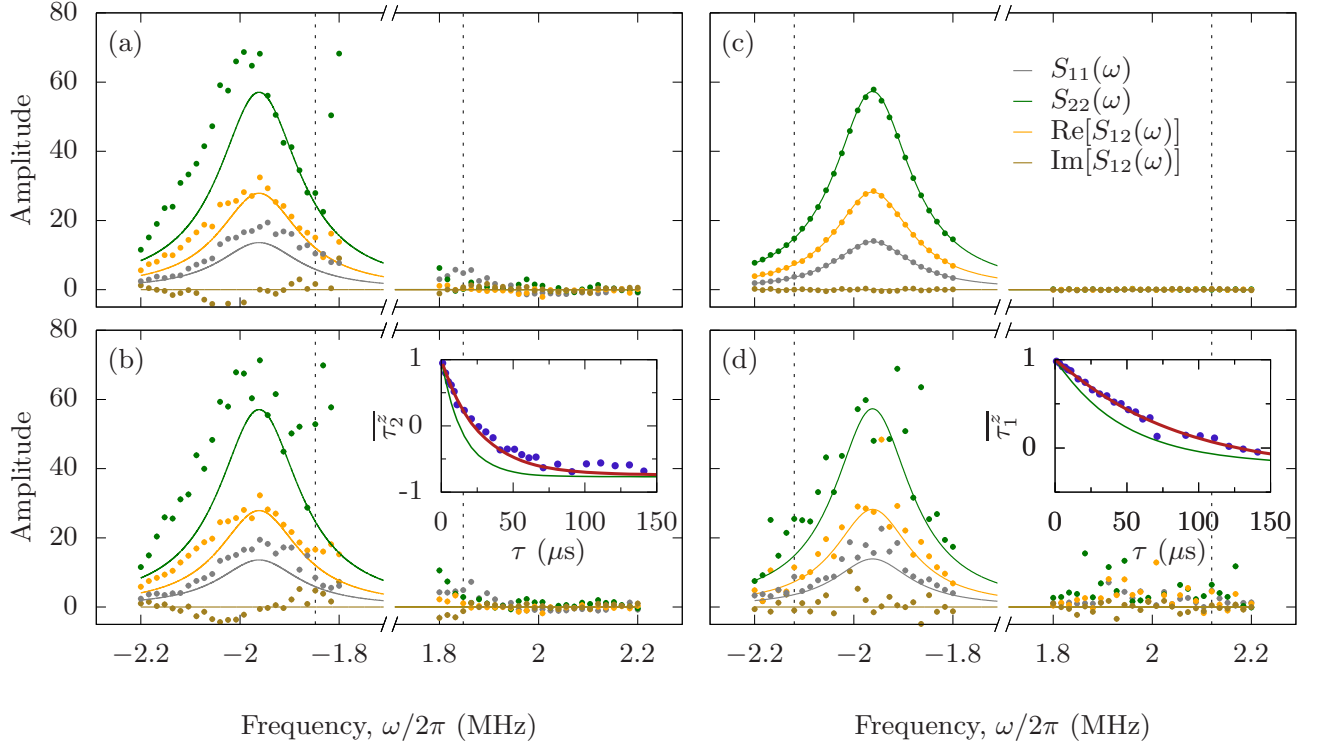 80
60
40
20
0
Amplitude
(a)
(c)
S₁₁(ω)
S₂₂(ω)
Re[S₁₂(ω)]
Im[S₁₂(ω)]
80
60
40
20
0
Amplitude
(b)
1
0
-1
τ₂ᶻ
0 50 100 150
τ (μs)
(d)
1
0
τ₁ᶻ
0 50 100 150
τ (μs)
−2.2 −2 −1.8 1.8 2 2.2
−2.2 −2 −1.8 1.8 2 2.2
Frequency, ω/2π (MHz)
Frequency, ω/2π (MHz)